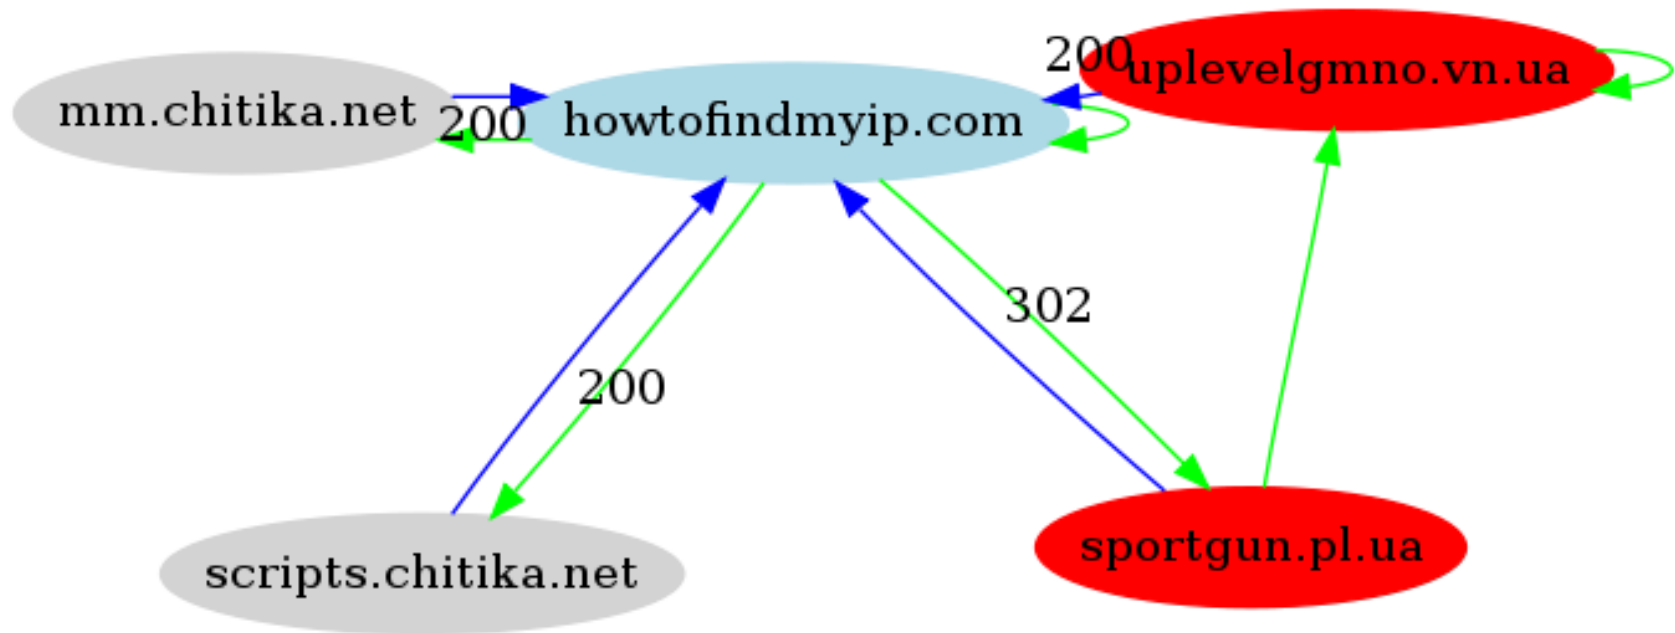 200
uplevelgmno.vn.ua
mm.chitika.net
200
howtofindmyip.com
302
200
sportgun.pl.ua
scripts.chitika.net